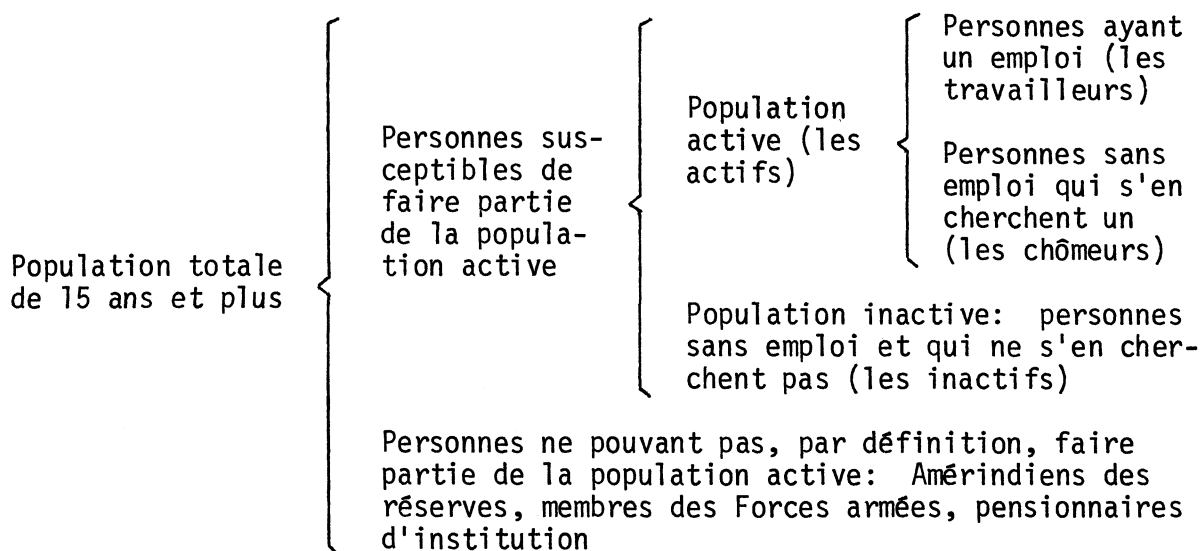 Population totale
de 15 ans et plus
Personnes sus-
ceptibles de
faire partie
de la popula-
tion active
Population
active (les
actifs)
Personnes ayant
un emploi (les
travailleurs)
Personnes sans
emploi qui s'en
cherchent un
(les chômeurs)
Population inactive: personnes
sans emploi et qui ne s'en cher-
chent pas (les inactifs)
Personnes ne pouvant pas, par définition, faire
partie de la population active: Amérindiens des
réserves, membres des Forces armées, pensionnaires
d'institution